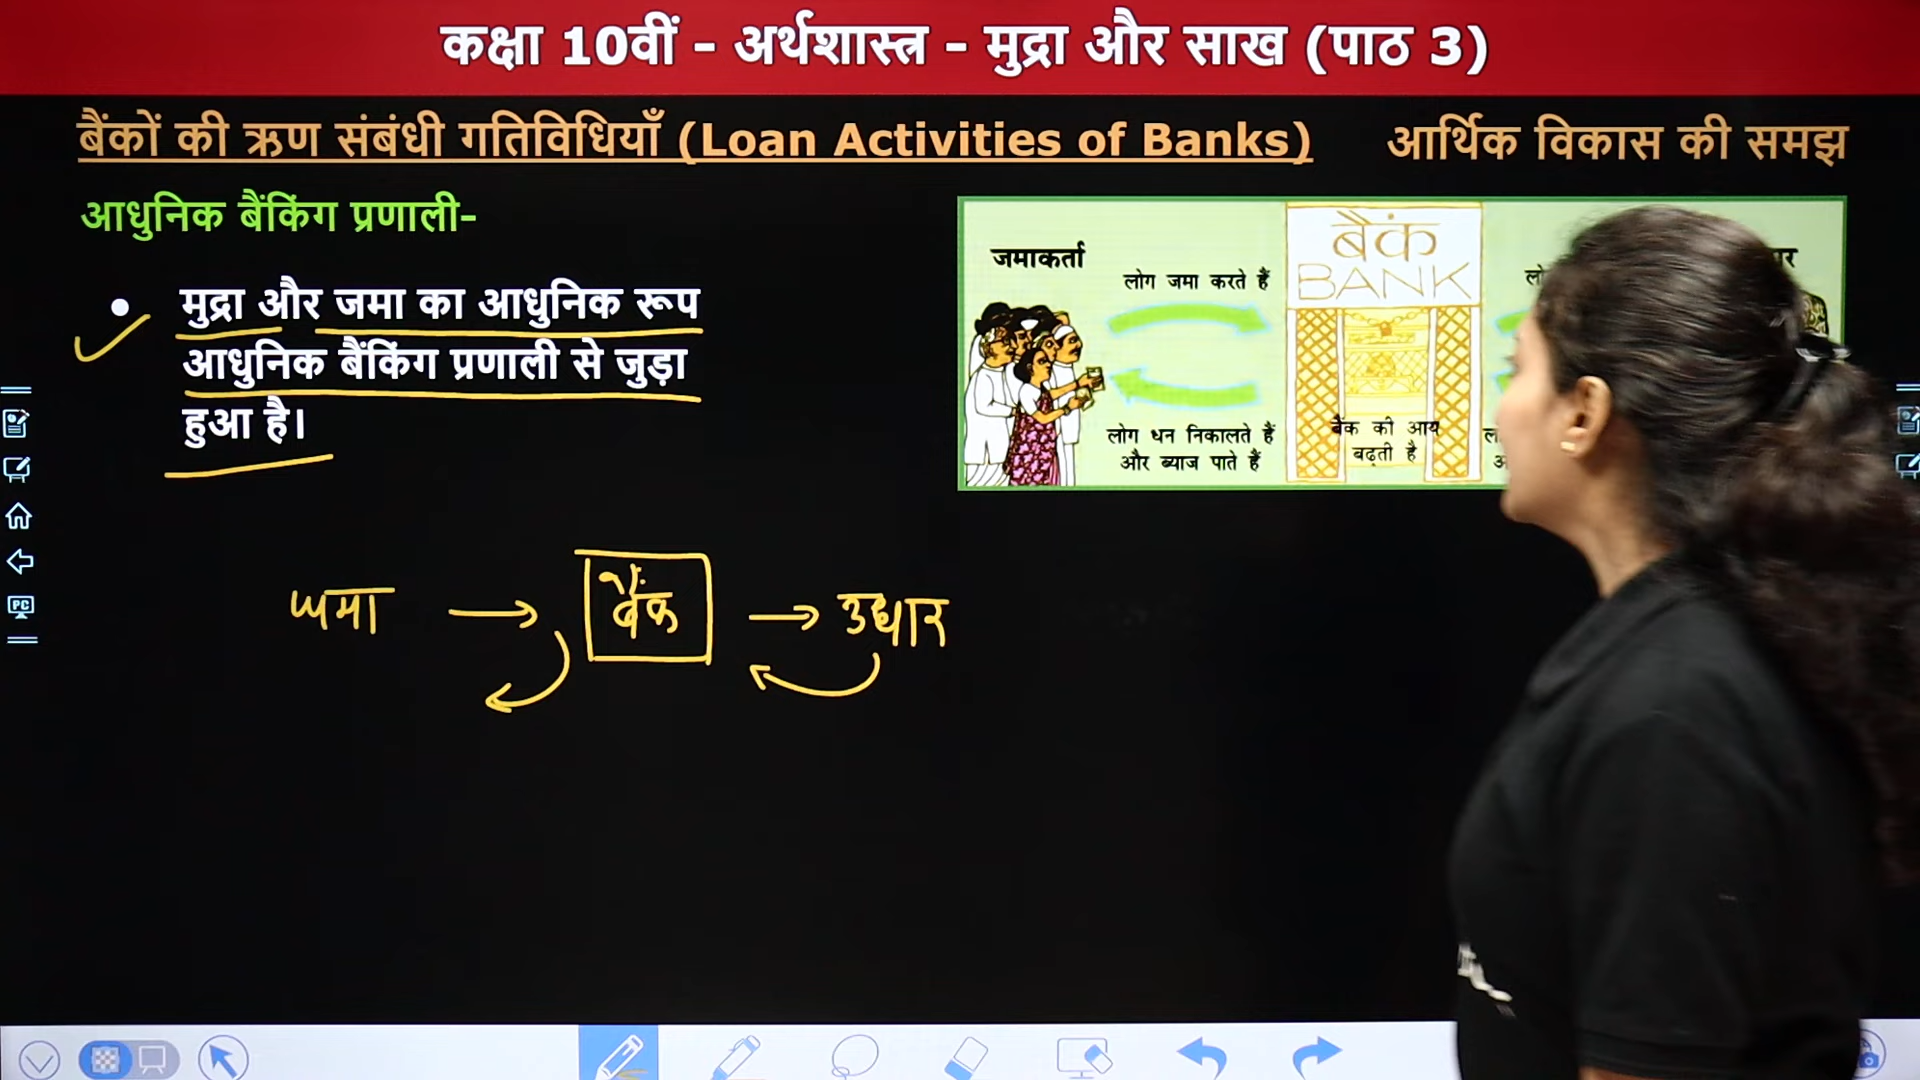 कक्षा 10वीं - अर्थशास्त्र - मुद्रा और साख (पाठ 3)
बैंकों की ऋण संबंधी गतिविधियाँ (Loan Activities of Banks)
आर्थिक विकास की समझ
आधुनिक बैंकिंग प्रणाली-
• मुद्रा और जमा का आधुनिक रूप
आधुनिक बैंकिंग प्रणाली से जुड़ा
हुआ है।
जमाकर्ता
लोग जमा करते हैं
लोग धन निकालते हैं
और ब्याज पाते हैं
बैंक
BANK
बैंक की आय
बढ़ती है
जमा → बैंक → उधार
PC